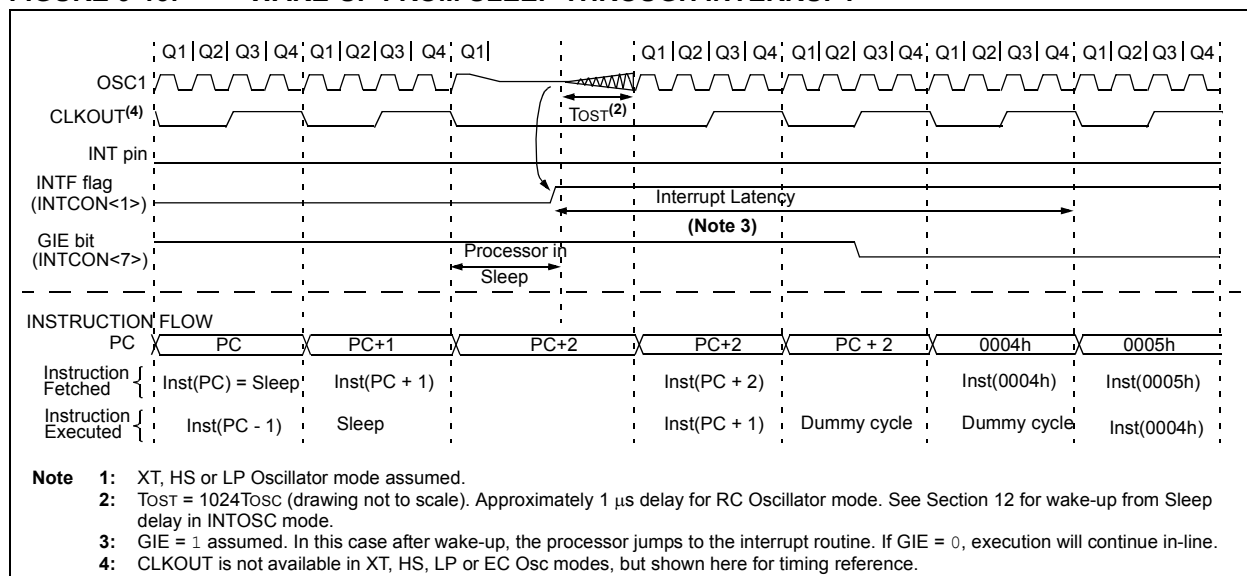 Q1 Q2 Q3 Q4 Q1 Q2 Q3 Q4 Q1 Q1 Q2 Q3 Q4 Q1 Q2 Q3 Q4 Q1 Q2 Q3 Q4 Q1 Q2 Q3 Q4
OSC1
CLKOUT(4)
TOST(2)
INT pin
INTF flag
(INTCON<1>)
Interrupt Latency
(Note 3)
GIE bit
(INTCON<7>)
Processor in
Sleep
INSTRUCTION FLOW
PC PC PC+1 PC+2 PC+2 PC + 2 0004h 0005h
Instruction
Fetched
Inst(PC) = Sleep Inst(PC + 1) Inst(PC + 2) Inst(0004h) Inst(0005h)
Instruction
Executed
Inst(PC - 1) Sleep Inst(PC + 1) Dummy cycle Dummy cycle Inst(0004h)
Note 1: XT, HS or LP Oscillator mode assumed.
2: TOST = 1024TOSC (drawing not to scale). Approximately 1 μs delay for RC Oscillator mode. See Section 12 for wake-up from Sleep
delay in INTOSC mode.
3: GIE = 1 assumed. In this case after wake-up, the processor jumps to the interrupt routine. If GIE = 0, execution will continue in-line.
4: CLKOUT is not available in XT, HS, LP or EC Osc modes, but shown here for timing reference.